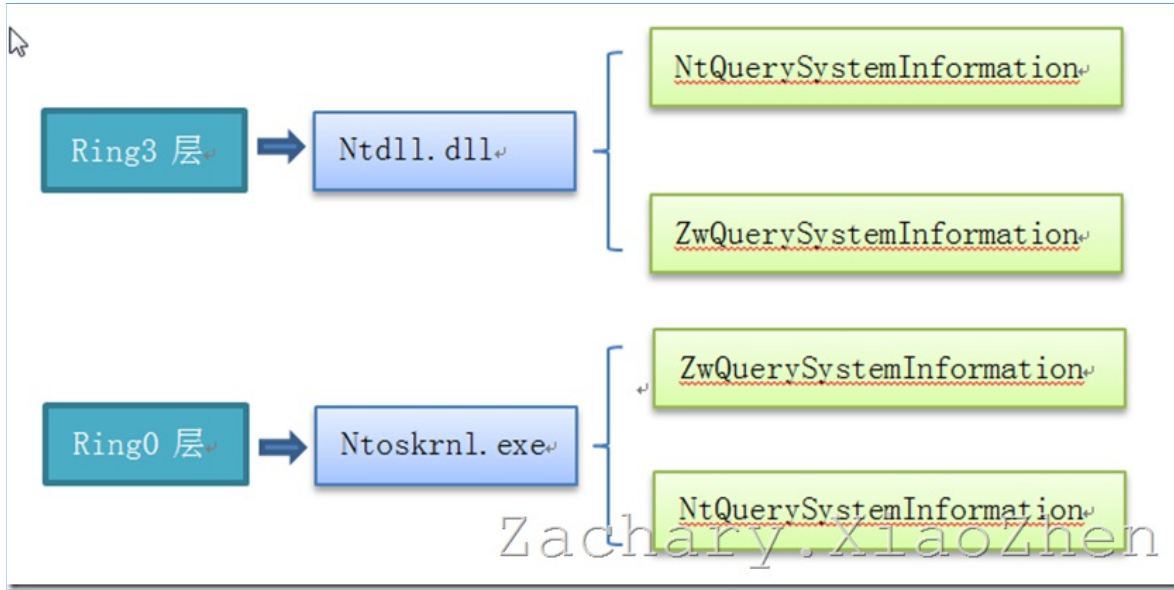 NtQuerySystemInformation
Ring3 层
Ntdll.dll
ZwQuerySystemInformation
ZwQuerySystemInformation
Ring0 层
Ntoskrnl.exe
NtQuerySystemInformation
Zachary.XiaoZhen